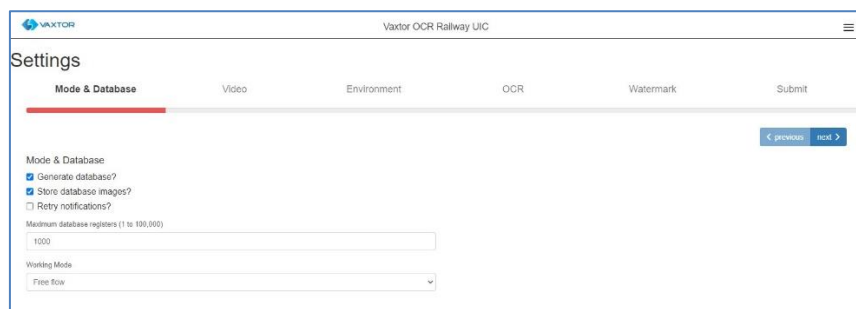 VAXTOR
Vaxtor OCR Railway UIC
Settings
Mode & Database Video Environment OCR Watermark Submit
previous next
Mode & Database
Generate database?
Store database images?
Retry notifications?
Maximum database registers (1 to 100,000)
1000
Working Mode
Free flow